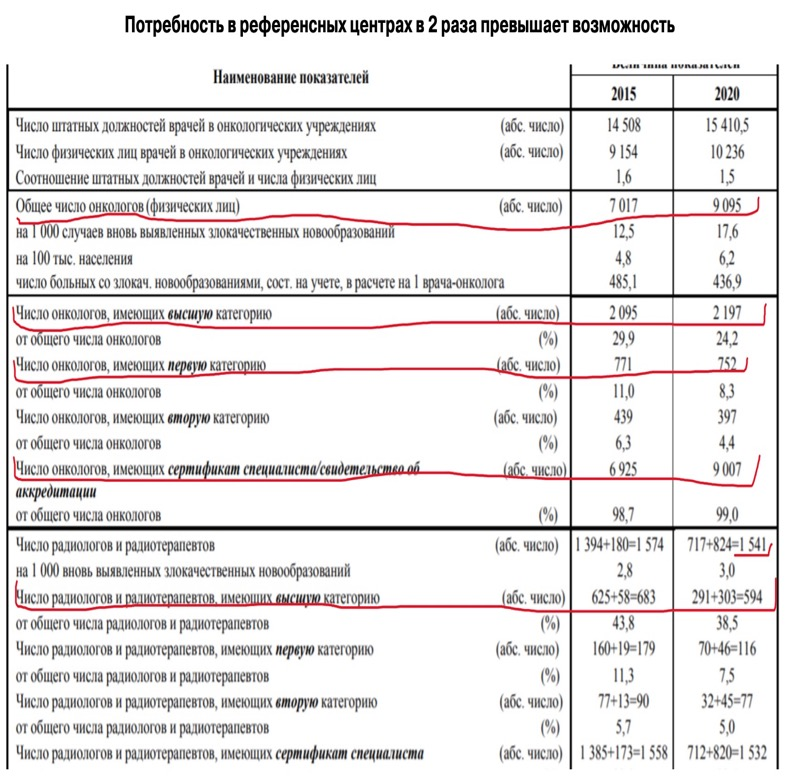 Потребность в референсных центрах в 2 раза превышает возможность
Наименование показателей
Величина показателей
2015 2020
Число штатных должностей врачей в онкологических учреждениях (абс. число) 14 508 15 410,5
Число физических лиц врачей в онкологических учреждениях (абс. число) 9 154 10 236
Соотношение штатных должностей врачей и числа физических лиц 1,6 1,5
Общее число онкологов (физических лиц) (абс. число) 7 017 9 095
на 1 000 случаев вновь выявленных злокачественных новообразований 12,5 17,6
на 100 тыс. населения 4,8 6,2
число больных со злокач. новообразованиями, сост. на учете, в расчете на 1 врача-онколога 485,1 436,9
Число онкологов, имеющих высшую категорию (абс. число) 2 095 2 197
от общего числа онкологов (%) 29,9 24,2
Число онкологов, имеющих первую категорию (абс. число) 771 752
от общего числа онкологов (%) 11,0 8,3
Число онкологов, имеющих вторую категорию (абс. число) 439 397
от общего числа онкологов (%) 6,3 4,4
Число онкологов, имеющих сертификат специалиста/свидетельство об (абс. число) 6 925 9 007
аккредитации
от общего числа онкологов (%) 98,7 99,0
Число радиологов и радиотерапевтов (абс. число) 1 394+180=1 574 717+824=1 541
на 1 000 вновь выявленных злокачественных новообразований 2,8 3,0
Число радиологов и радиотерапевтов, имеющих высшую категорию (абс. число) 625+58=683 291+303=594
от общего числа радиологов и радиотерапевтов (%) 43,8 38,5
Число радиологов и радиотерапевтов, имеющих первую категорию (абс. число) 160+19=179 70+46=116
от общего числа радиологов и радиотерапевтов (%) 11,3 7,5
Число радиологов и радиотерапевтов, имеющих вторую категорию (абс. число) 77+13=90 32+45=77
от общего числа радиологов и радиотерапевтов (%) 5,7 5,0
Число радиологов и радиотерапевтов, имеющих сертификат специалиста (абс. число) 1 385+173=1 558 712+820=1 532